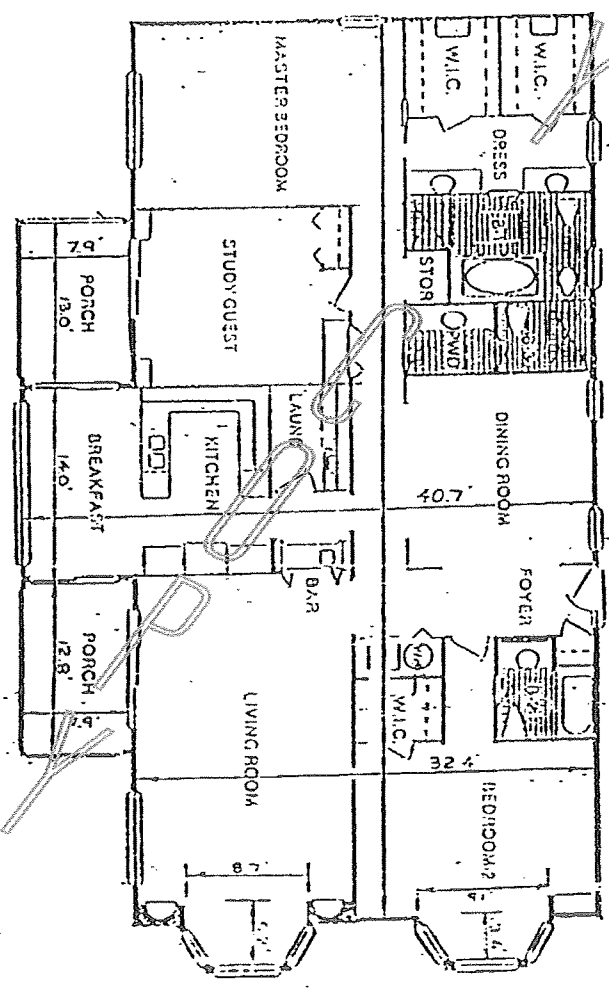 W.I.C.
W.I.C.
MASTER BEDROOM
DRESS
STOR
STUDY GUEST
7.9'
PORCH
13.0'
PWD
LAUN
KITCHEN
BREAKFAST
14.0'
DINING ROOM
40.7'
BAR
FOYER
PORCH
12.8'
7.9'
W.I.C.
LIVING ROOM
32.4'
BEDROOM 2
8.7'